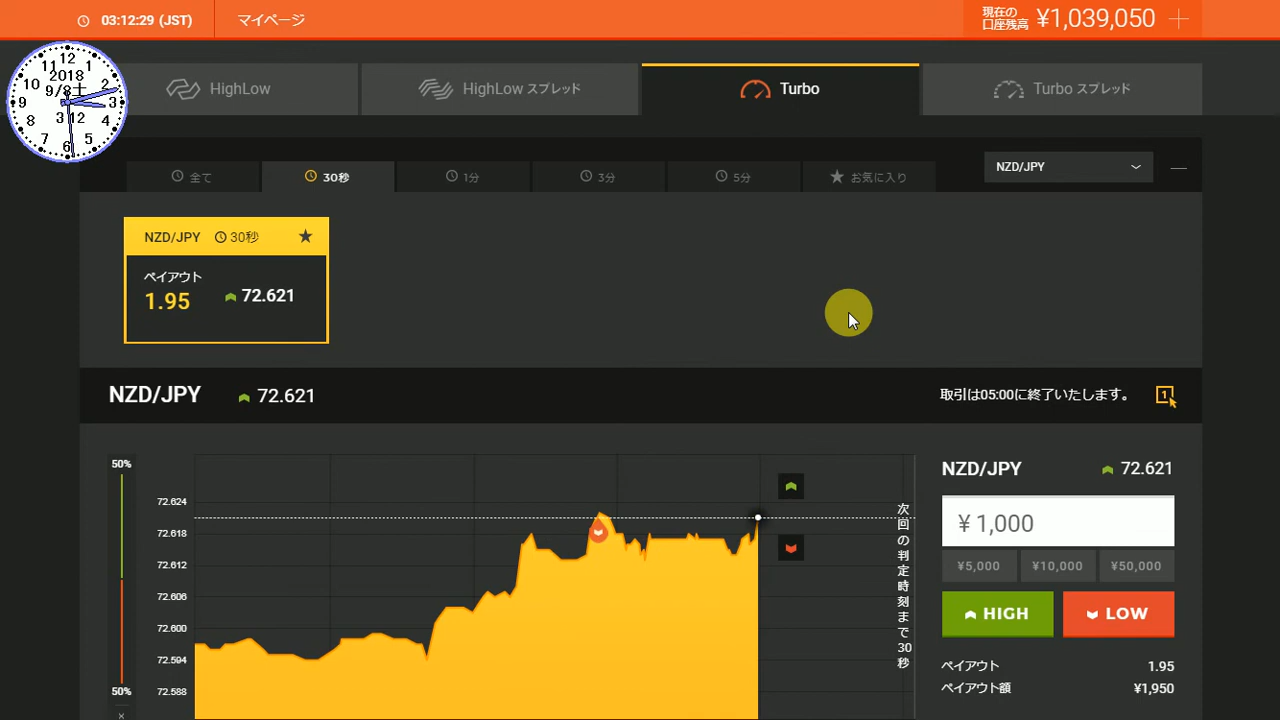 03:12:29 (JST)
マイページ
現在の
口座残高
¥1,039,050
12
11
1
10
2
9
3
8
4
7
5
6
2018
9/8土
3:12
HighLow
HighLow スプレッド
Turbo
Turbo スプレッド
全て
30秒
1分
3分
5分
お気に入り
NZD/JPY
NZD/JPY 30秒
ペイアウト
1.95
72.621
NZD/JPY 72.621
取引は05:00に終了いたします。
1
50%
72.624
72.618
72.612
72.606
72.600
72.594
72.588
50%
次回の判定時刻まで30秒
NZD/JPY 72.621
¥ 1,000
¥5,000 ¥10,000 ¥50,000
HIGH LOW
ペイアウト 1.95
ペイアウト額 ¥1,950